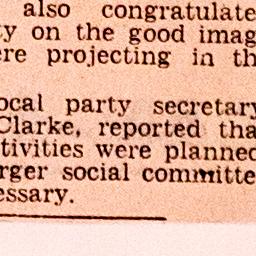 also congratulate
y on the good imag
ere projecting in th
ocal party secretary
Clarke, reported tha
tivities were planned
rger social committe
essary.